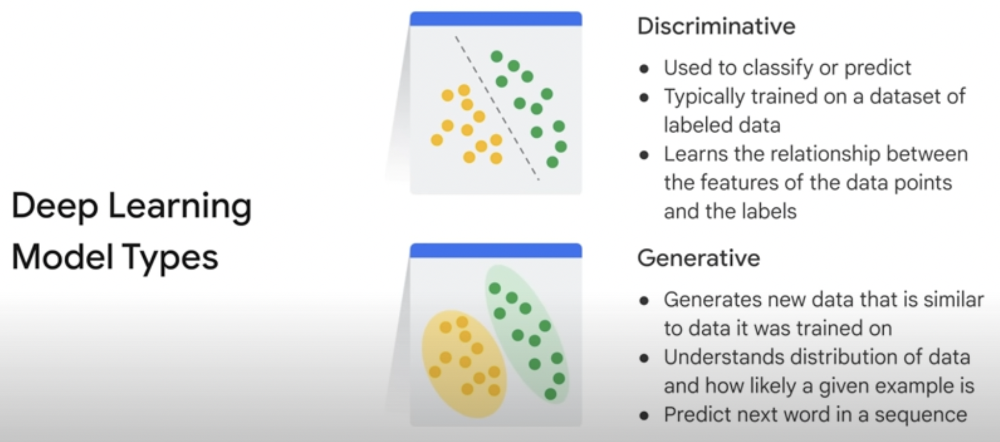 Deep Learning
Model Types
Discriminative
● Used to classify or predict
● Typically trained on a dataset of
labeled data
● Learns the relationship between
the features of the data points
and the labels
Generative
● Generates new data that is similar
to data it was trained on
● Understands distribution of data
and how likely a given example is
● Predict next word in a sequence